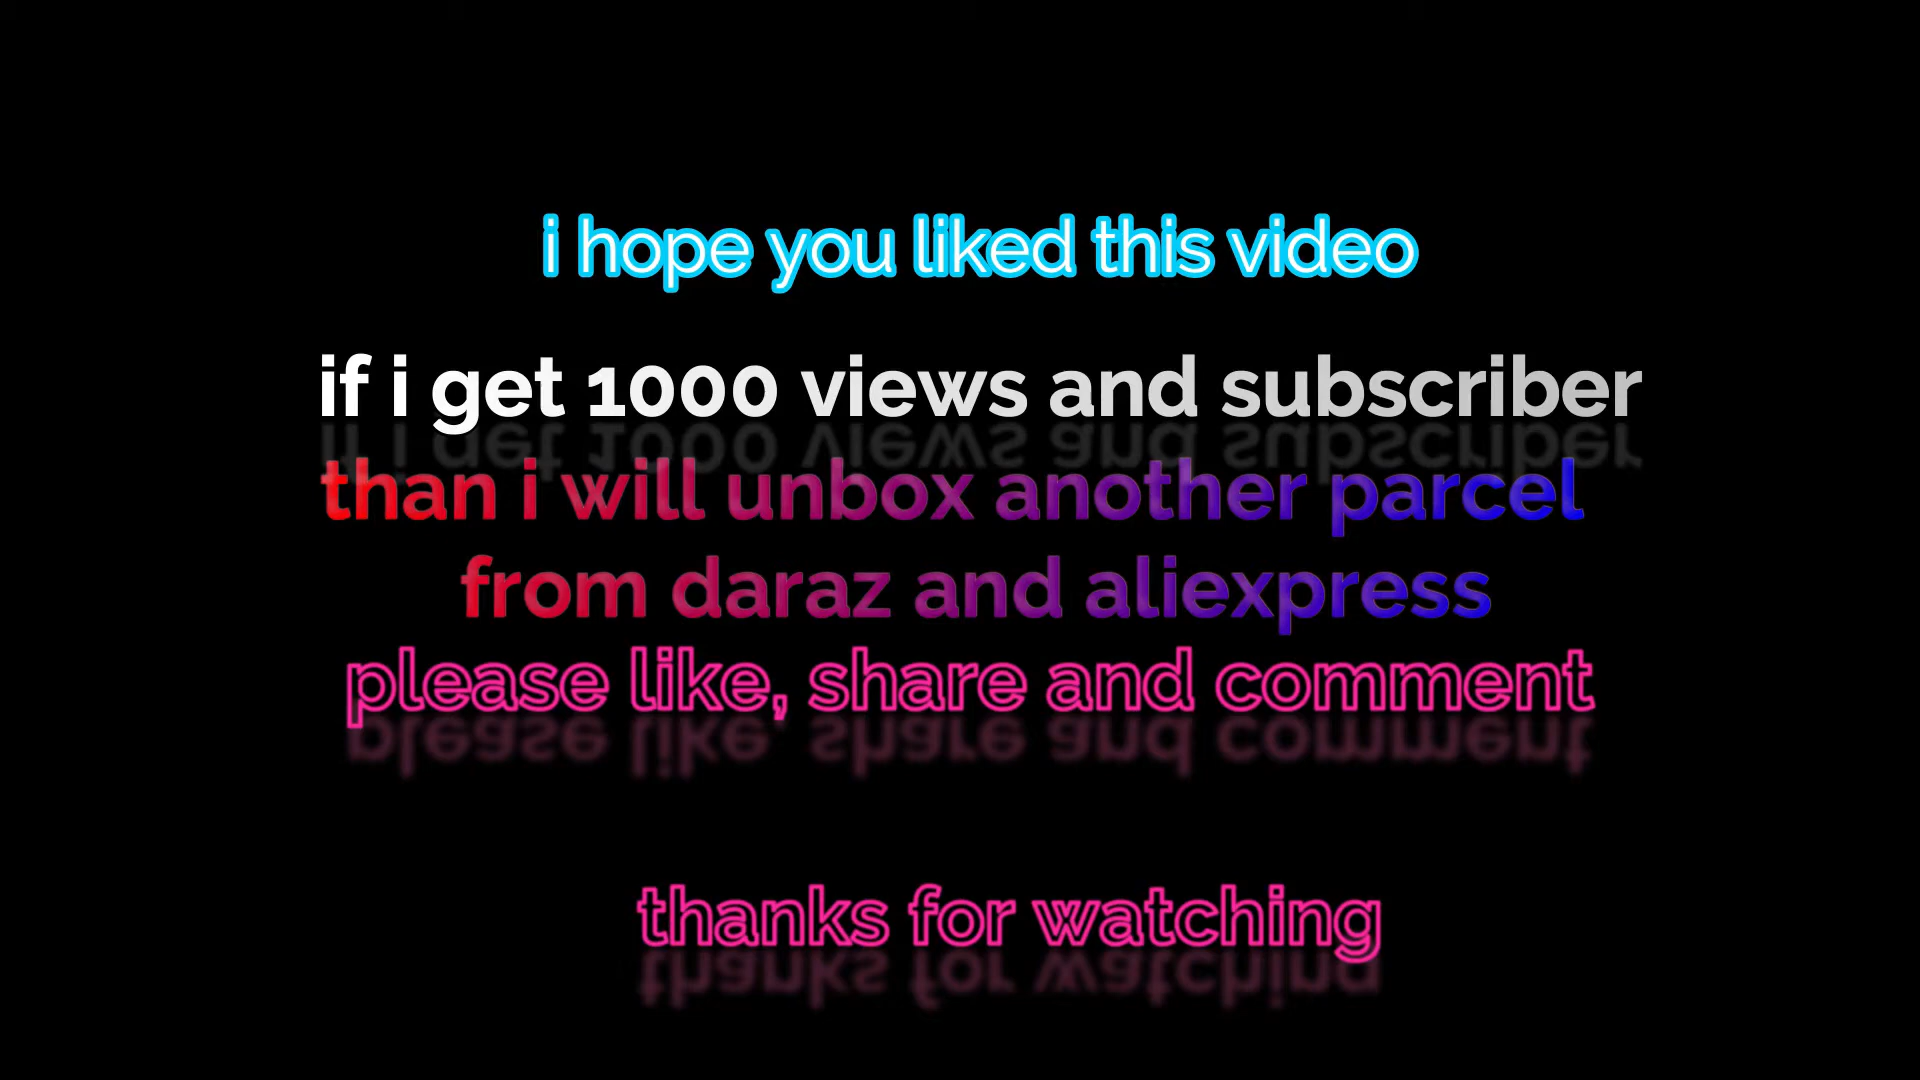 i hope you liked this video
if i get 1000 views and subscriber
than i will unbox another parcel
from daraz and aliexpress
please like, share and comment
thanks for watching